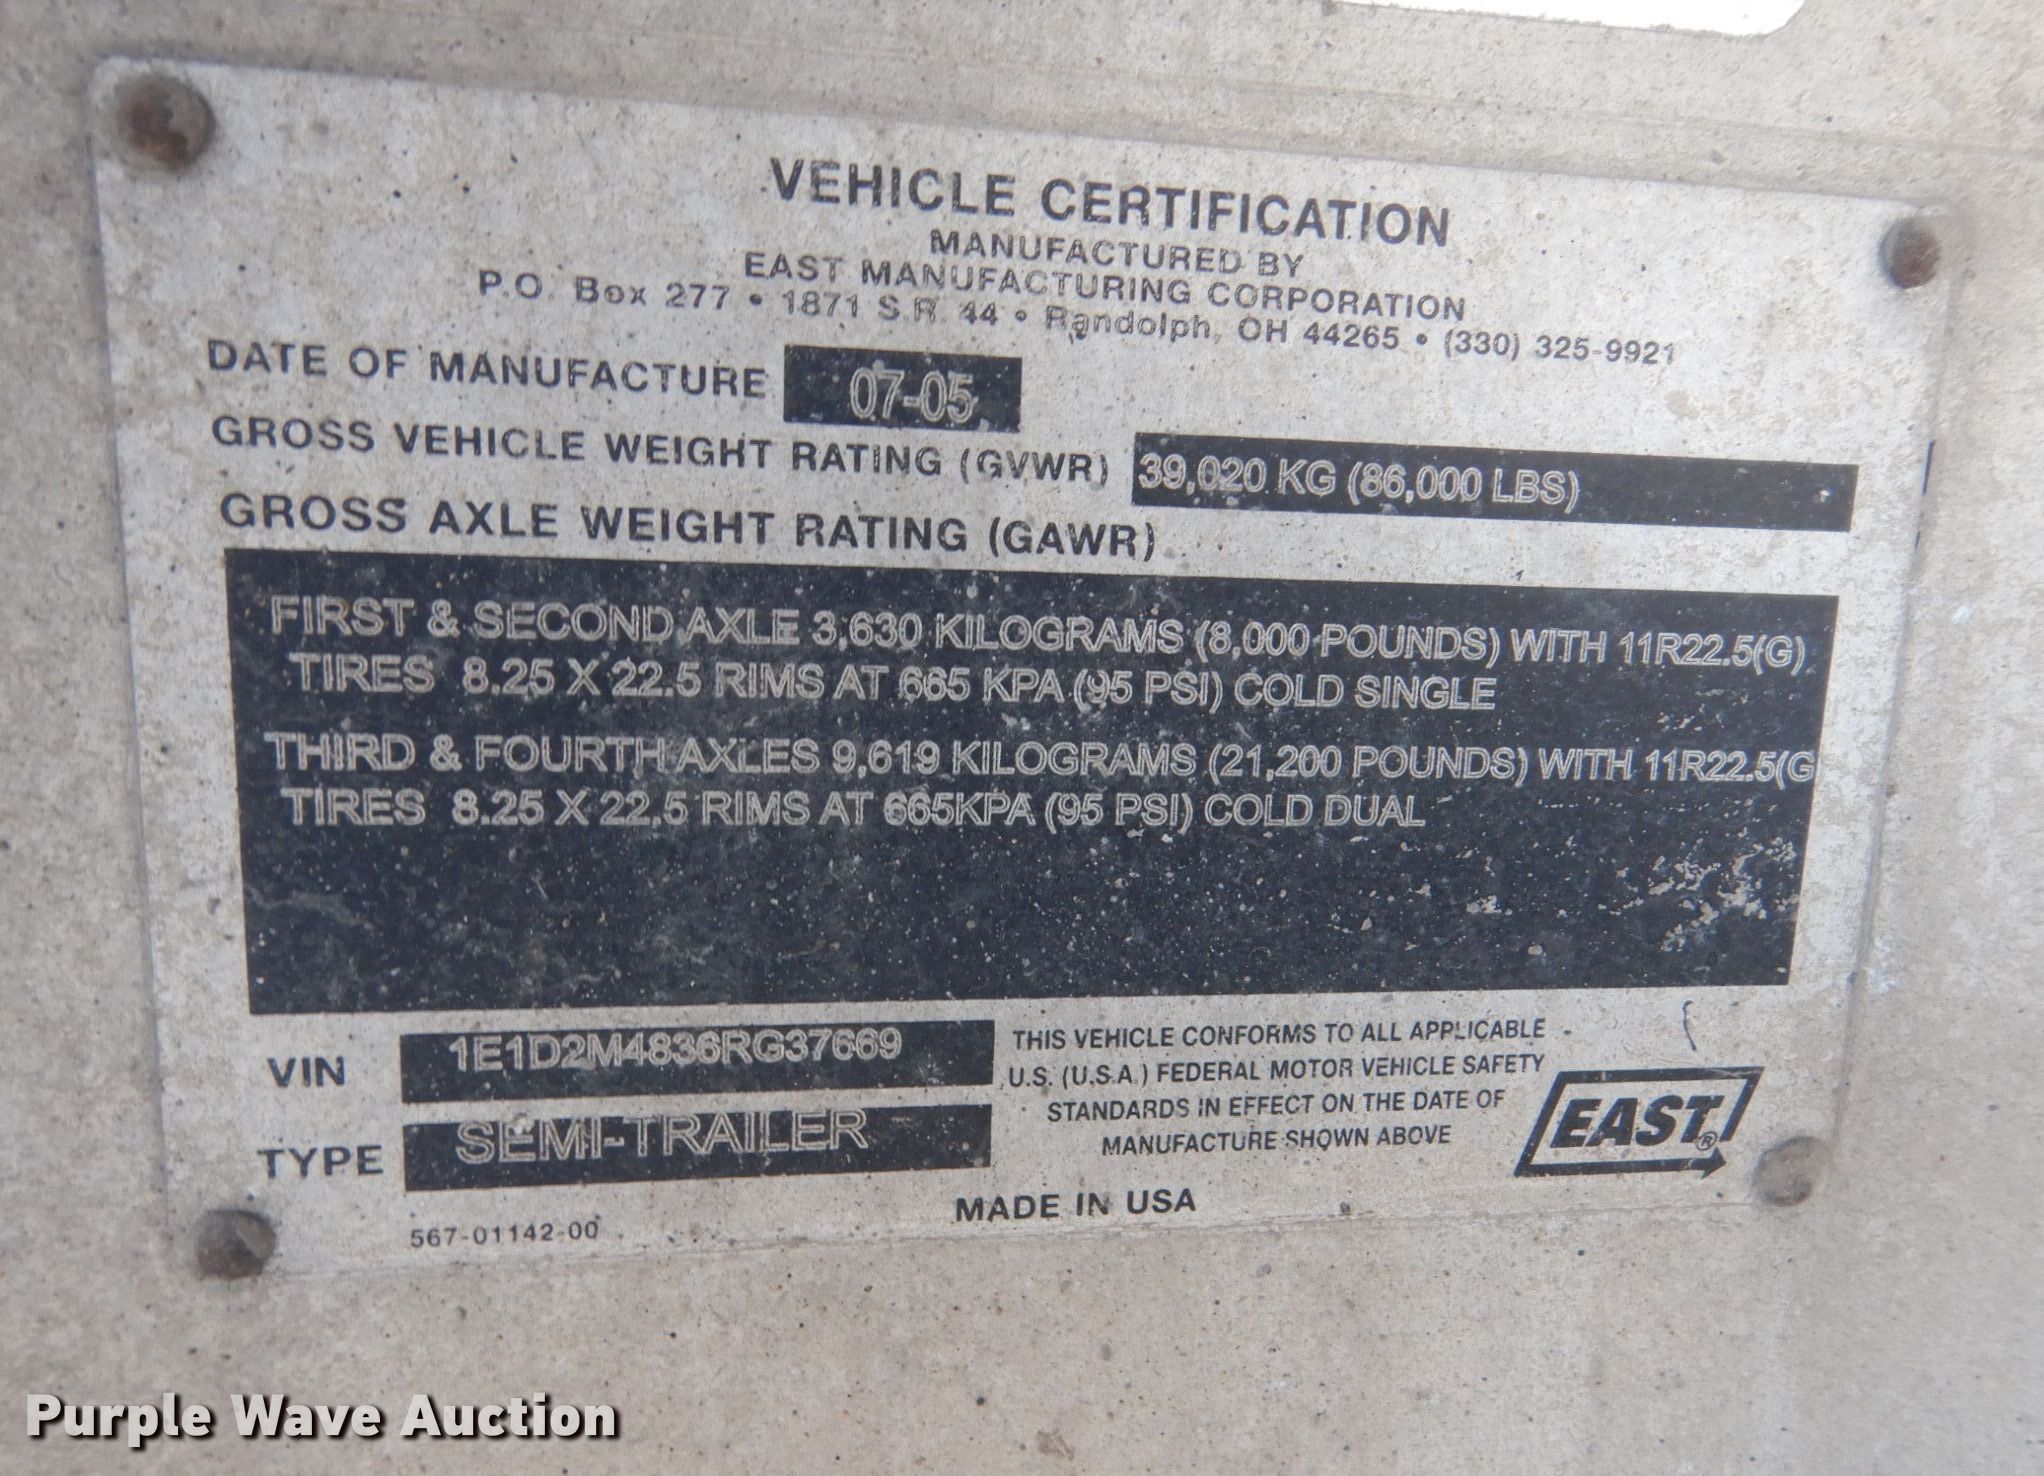 VEHICLE CERTIFICATION
MANUFACTURED BY
EAST MANUFACTURING CORPORATION
P.O. Box 277 • 1871 S.R. 44 • Randolph, OH 44265 • (330) 325-9921
DATE OF MANUFACTURE 07-05
GROSS VEHICLE WEIGHT RATING (GVWR) 39,020 KG (86,000 LBS)
GROSS AXLE WEIGHT RATING (GAWR)
FIRST & SECOND AXLE 3,630 KILOGRAMS (8,000 POUNDS) WITH 11R22.5(G)
TIRES 8.25 X 22.5 RIMS AT 665 KPA (95 PSI) COLD SINGLE
THIRD & FOURTH AXLES 9,619 KILOGRAMS (21,200 POUNDS) WITH 11R22.5(G
TIRES 8.25 X 22.5 RIMS AT 665KPA (95 PSI) COLD DUAL
VIN 1E1D2M4836RG37669
TYPE SEMI-TRAILER
THIS VEHICLE CONFORMS TO ALL APPLICABLE
U.S. (U.S.A.) FEDERAL MOTOR VEHICLE SAFETY
STANDARDS IN EFFECT ON THE DATE OF
MANUFACTURE SHOWN ABOVE
EAST®
MADE IN USA
567-01142-00
Purple Wave Auction